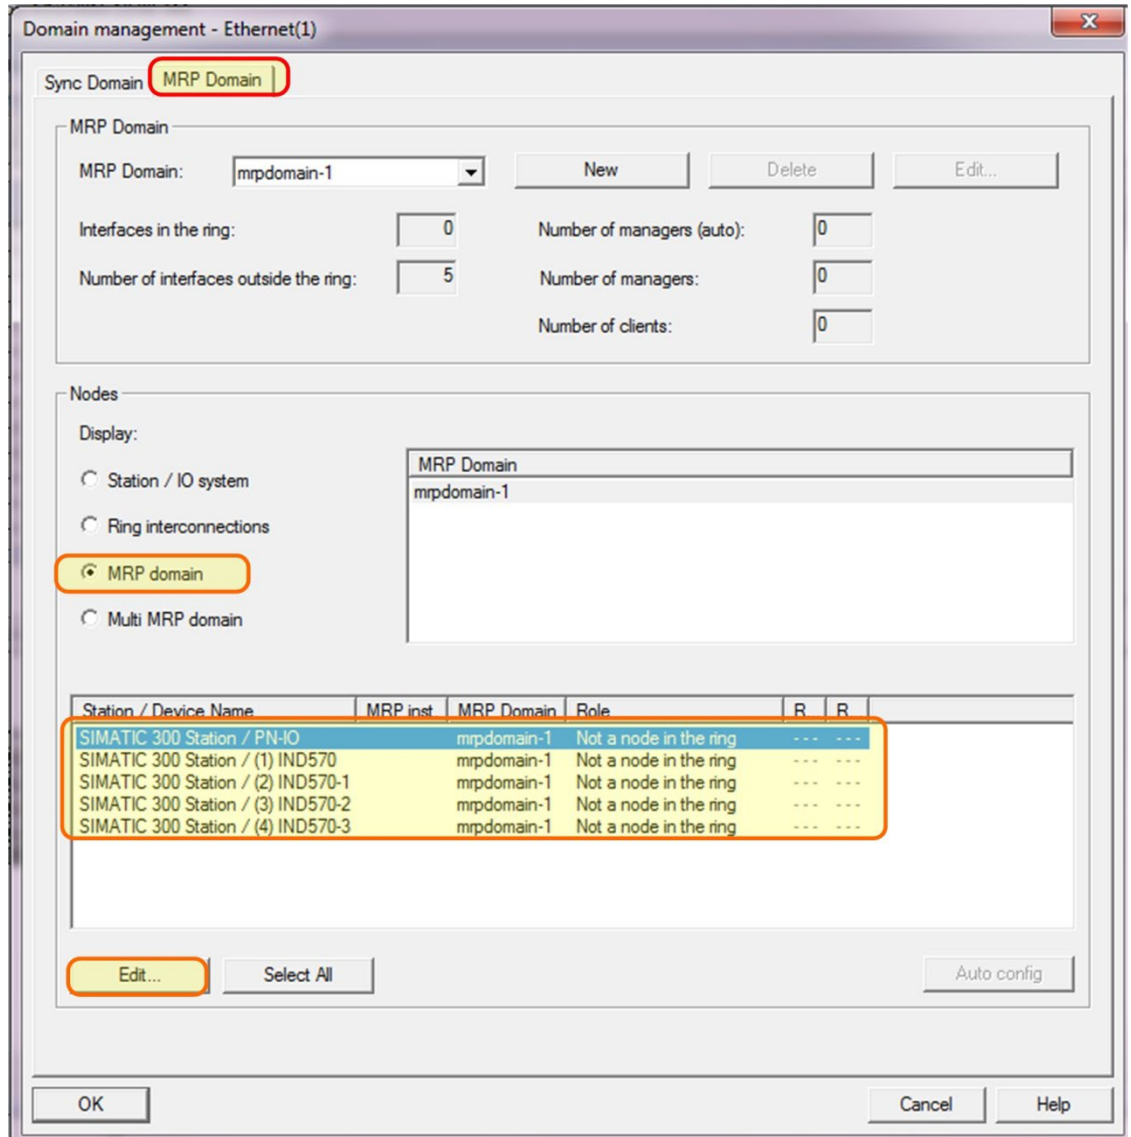 Domain management - Ethernet(1)
Sync Domain MRP Domain
MRP Domain
MRP Domain: mrpdomain-1 New Delete Edit...
Interfaces in the ring: 0 Number of managers (auto): 0
Number of interfaces outside the ring: 5 Number of managers: 0
Number of clients: 0
Nodes
Display:
MRP Domain
Station / IO system
mrpdomain-1
Ring interconnections
MRP domain
Multi MRP domain
Station / Device Name MRP inst MRP Domain Role R... R...
SIMATIC 300 Station / PN-IO mrpdomain-1 Not a node in the ring - - - - - -
SIMATIC 300 Station / (1) IND570 mrpdomain-1 Not a node in the ring - - - - - -
SIMATIC 300 Station / (2) IND570-1 mrpdomain-1 Not a node in the ring - - - - - -
SIMATIC 300 Station / (3) IND570-2 mrpdomain-1 Not a node in the ring - - - - - -
SIMATIC 300 Station / (4) IND570-3 mrpdomain-1 Not a node in the ring - - - - - -
Edit... Select All Auto config
OK Cancel Help